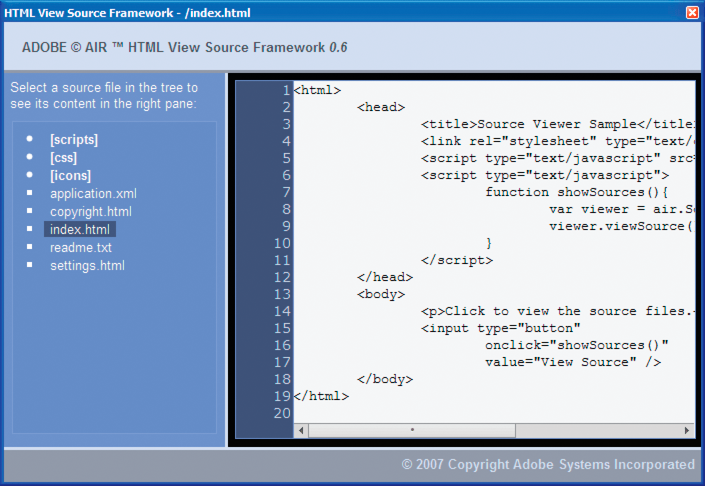 HTML View Source Framework - /index.html
ADOBE © AIR ™ HTML View Source Framework 0.6
Select a source file in the tree to
see its content in the right pane:
[scripts]
[css]
[icons]
application.xml
copyright.html
index.html
readme.txt
settings.html
1 <html>
2 <head>
3 <title>Source Viewer Sample</title
4 <link rel="stylesheet" type="text/
5 <script type="text/javascript" src=
6 <script type="text/javascript">
7 function showSources(){
8 var viewer = air.S
9 viewer.viewSource(
10 }
11 </script>
12 </head>
13 <body>
14 <p>Click to view the source files.
15 <input type="button"
16 onclick="showSources()"
17 value="View Source" />
18 </body>
19 </html>
20
© 2007 Copyright Adobe Systems Incorporated